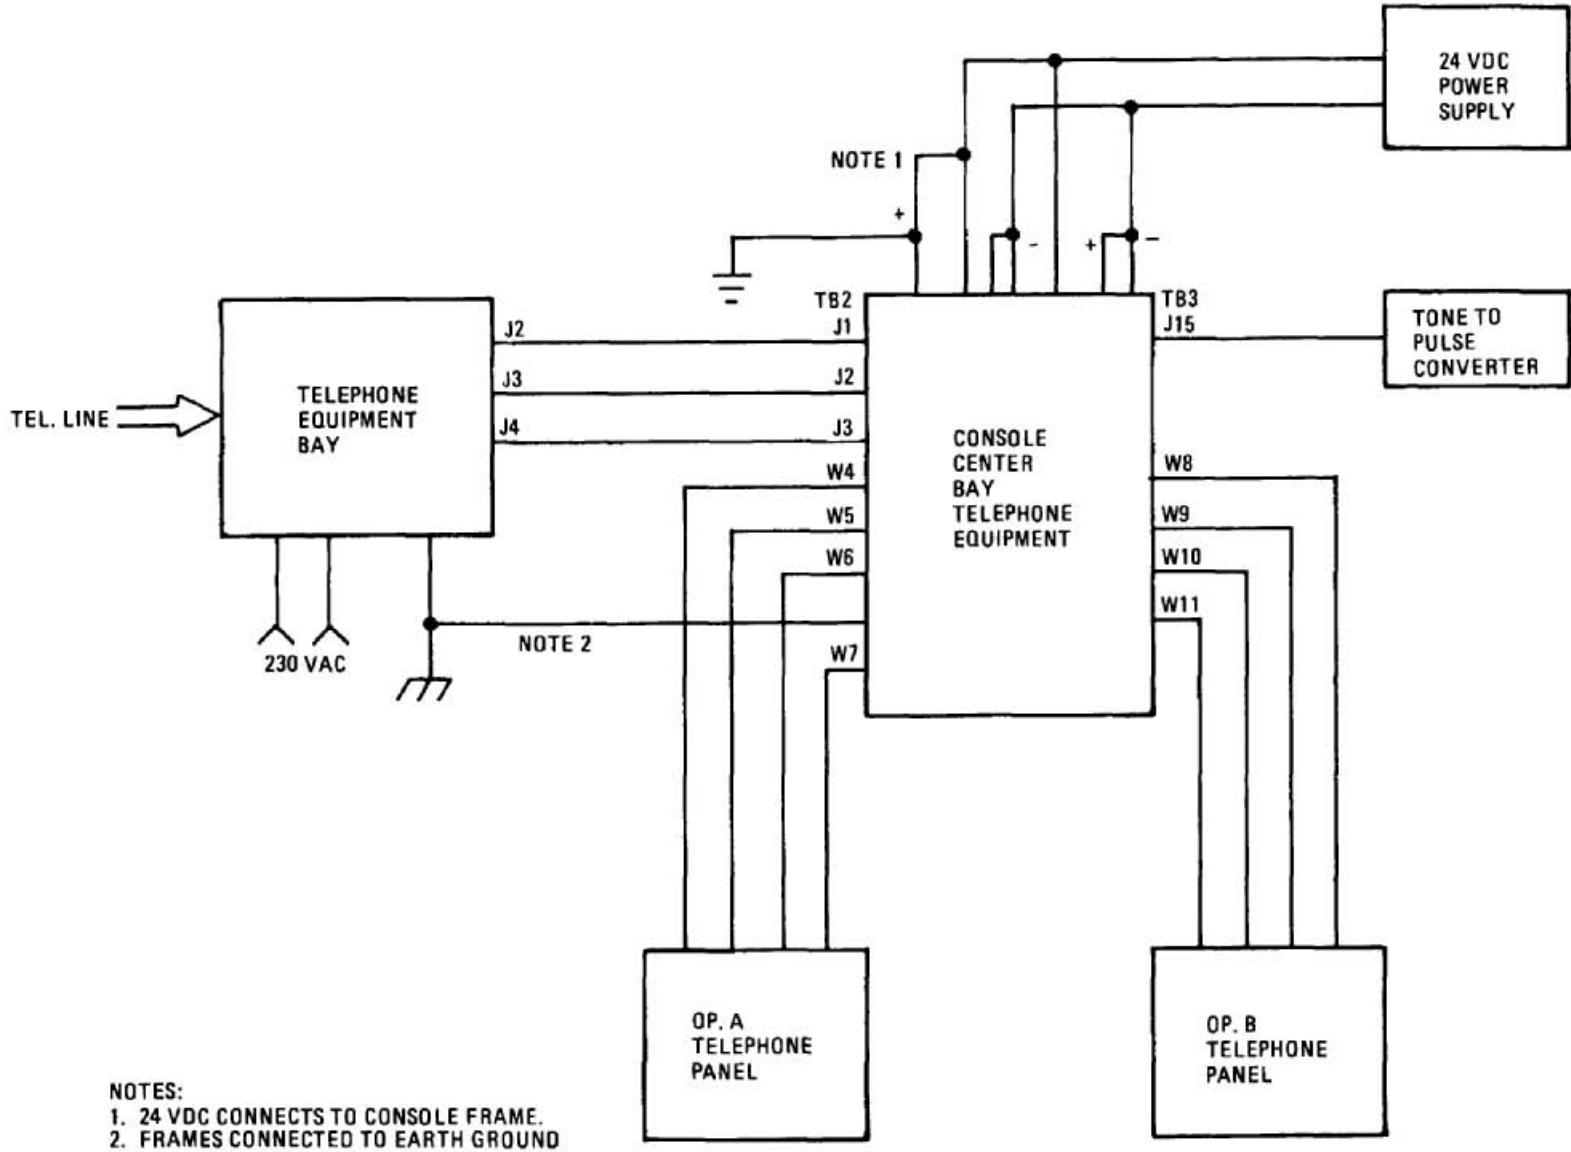 24 VDC
POWER
SUPPLY
NOTE 1
+
-
+
-
TB2
TB3
J1
J15
TONE TO
PULSE
CONVERTER
J2
J3
J4
J2
J3
TEL. LINE
TELEPHONE
EQUIPMENT
BAY
CONSOLE
CENTER
BAY
TELEPHONE
EQUIPMENT
W4
W5
W6
W7
W8
W9
W10
W11
230 VAC
NOTE 2
OP. A
TELEPHONE
PANEL
OP. B
TELEPHONE
PANEL
NOTES:
1. 24 VDC CONNECTS TO CONSOLE FRAME.
2. FRAMES CONNECTED TO EARTH GROUND